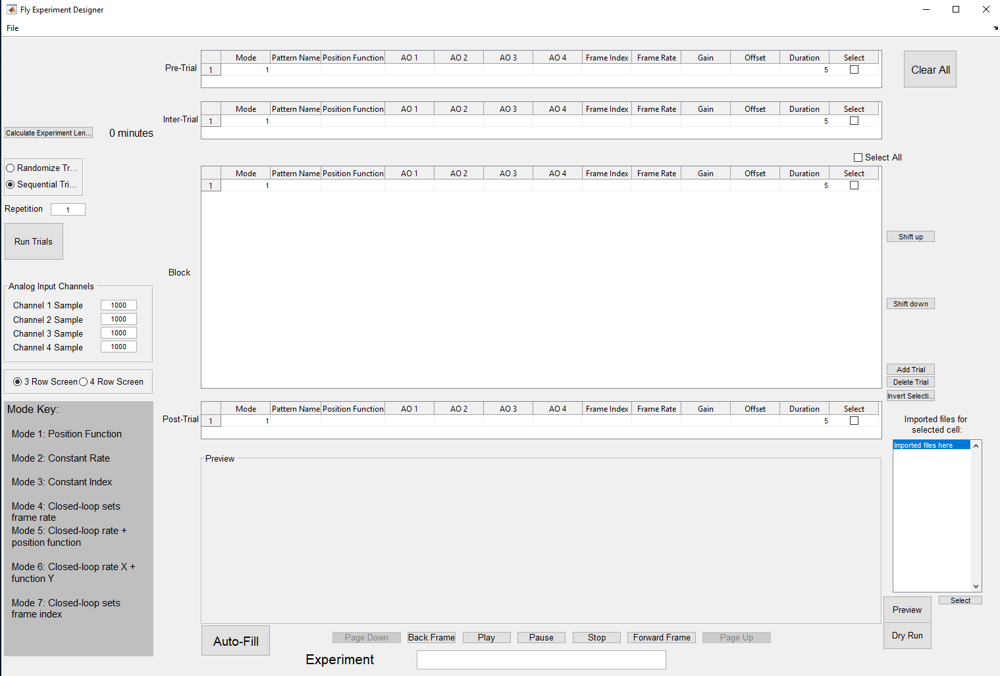 Fly Experiment Designer
File
Pre-Trial
Mode Pattern Name Position Function AO 1 AO 2 AO 3 AO 4 Frame Index Frame Rate Gain Offset Duration Select
1 1 5
Clear All
Inter-Trial
Mode Pattern Name Position Function AO 1 AO 2 AO 3 AO 4 Frame Index Frame Rate Gain Offset Duration Select
1 1 5
Calculate Experiment Len...
0 minutes
Select All
Randomize Tr...
Sequential Tri...
Repetition 1
Run Trials
Block
Mode Pattern Name Position Function AO 1 AO 2 AO 3 AO 4 Frame Index Frame Rate Gain Offset Duration Select
1 1 5
Shift up
Shift down
Analog Input Channels
Channel 1 Sample 1000
Channel 2 Sample 1000
Channel 3 Sample 1000
Channel 4 Sample 1000
3 Row Screen 4 Row Screen
Add Trial
Delete Trial
Invert Selecti...
Mode Key:
Mode 1: Position Function
Mode 2: Constant Rate
Mode 3: Constant Index
Mode 4: Closed-loop sets
frame rate
Mode 5: Closed-loop rate +
position function
Mode 6: Closed-loop rate X +
function Y
Mode 7: Closed-loop sets
frame index
Post-Trial
Mode Pattern Name Position Function AO 1 AO 2 AO 3 AO 4 Frame Index Frame Rate Gain Offset Duration Select
1 1 5
Imported files for
selected cell:
Imported files here
Select
Preview
Preview
Dry Run
Auto-Fill
Page Down Back Frame Play Pause Stop Forward Frame Page Up
Experiment